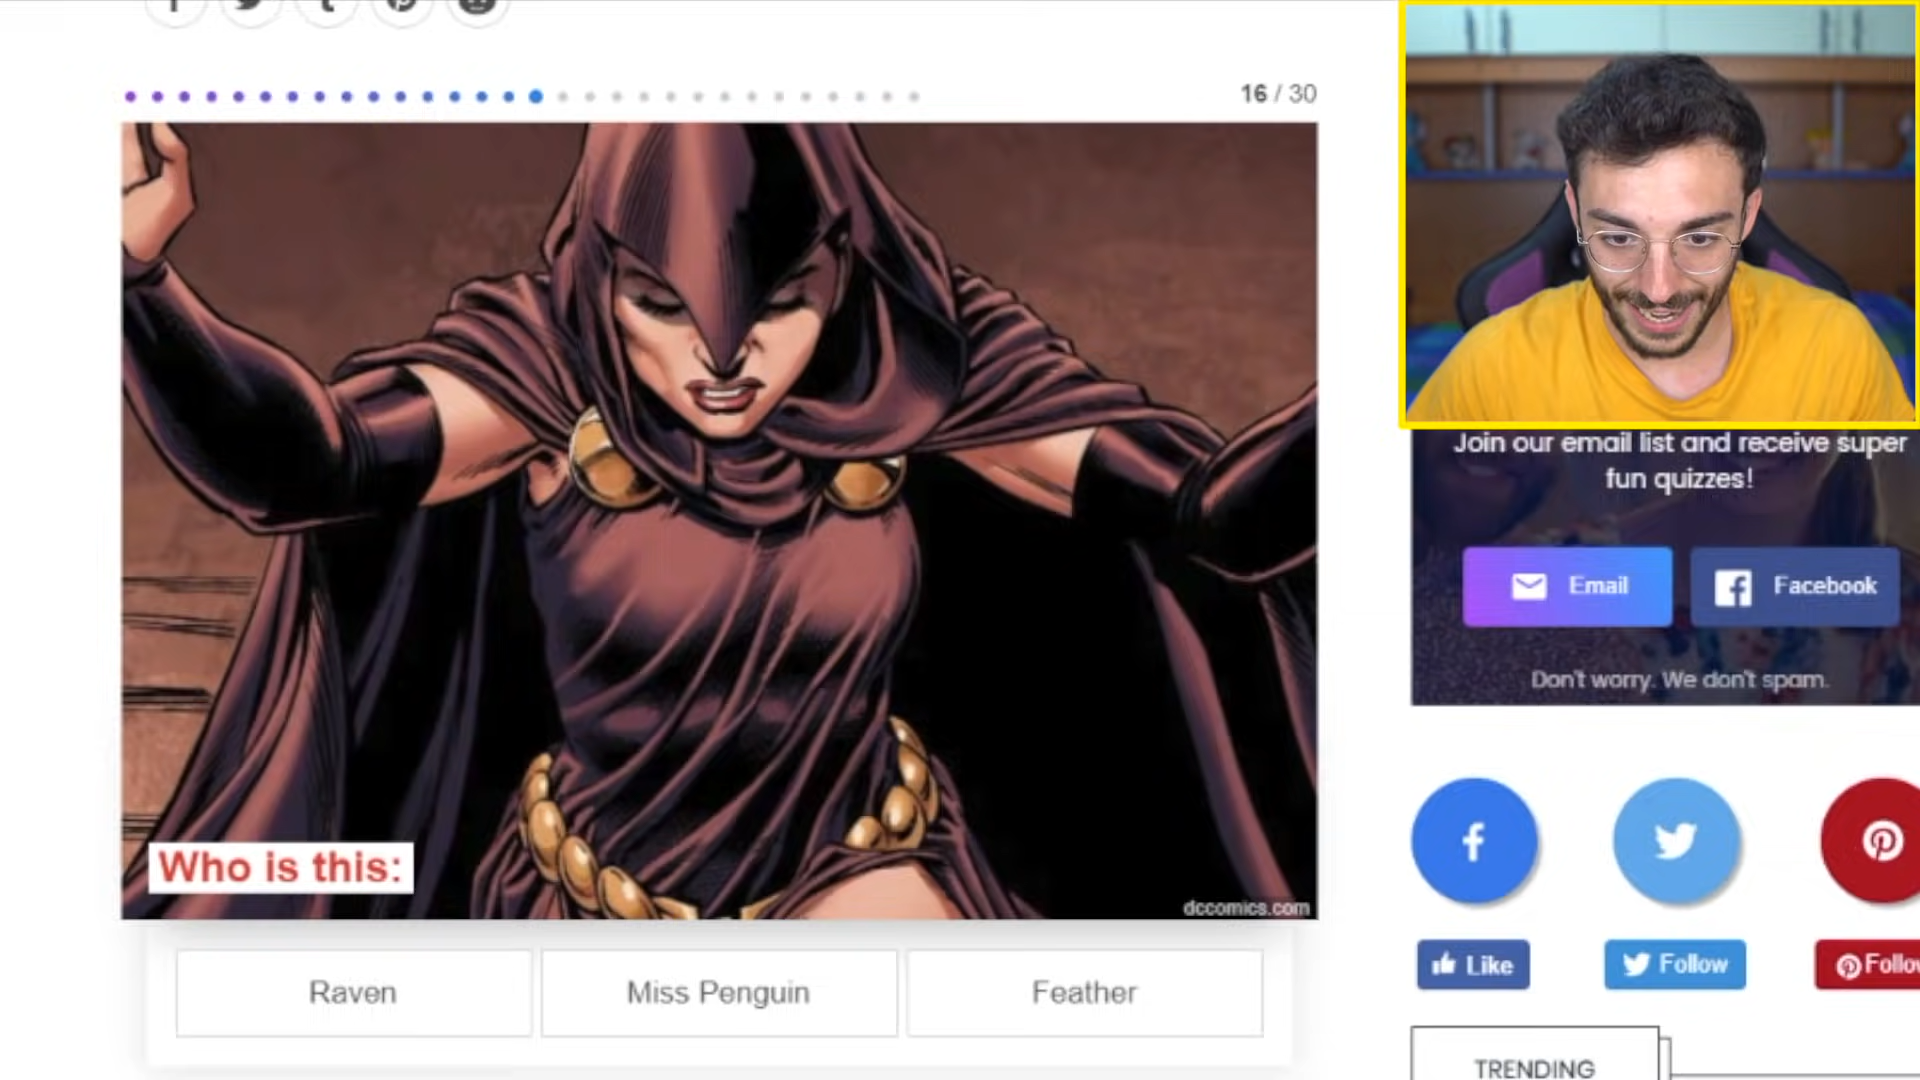 16 / 30
Who is this:
dccomics.com
Raven
Miss Penguin
Feather
Join our email list and receive super
fun quizzes!
Email
Facebook
Don't worry. We don't spam.
Like
Follow
Follow
TRENDING